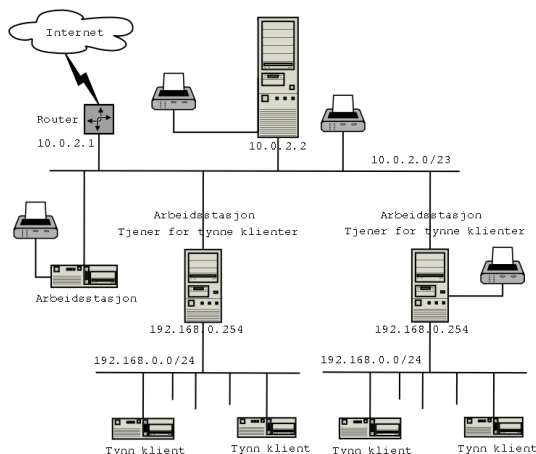 Internet
Router
10.0.2.1
10.0.2.2
10.0.2.0/23
Arbeidsstasjon
Tjener for tynne klienter
Arbeidsstasjon
Tjener for tynne klienter
Arbeidsstasjon
192.168.0.254
192.168.0.254
192.168.0.0/24
192.168.0.0/24
Tynn klient
Tynn klient
Tynn klient
Tynn klient